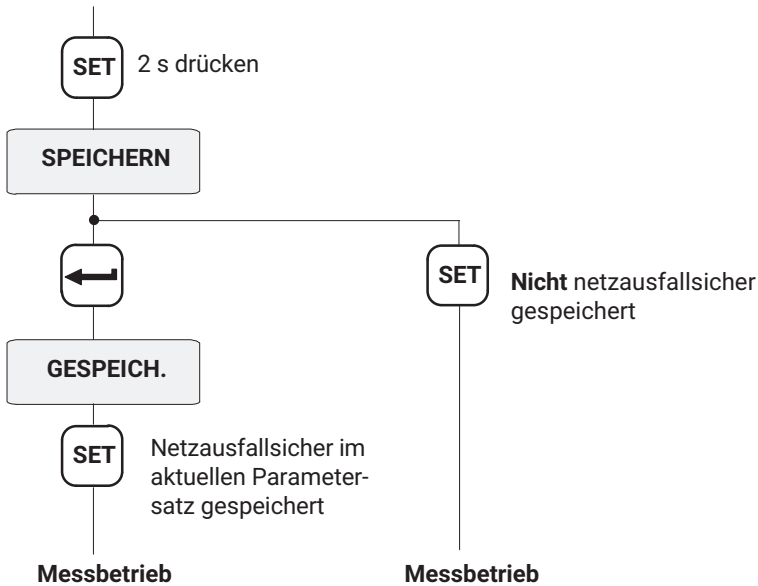 SET
2 s drücken
SPEICHERN
SET
Nicht netzausfallsicher
gespeichert
GESPEICH.
SET
Netzausfallsicher im
aktuellen Parameter-
satz gespeichert
Messbetrieb
Messbetrieb